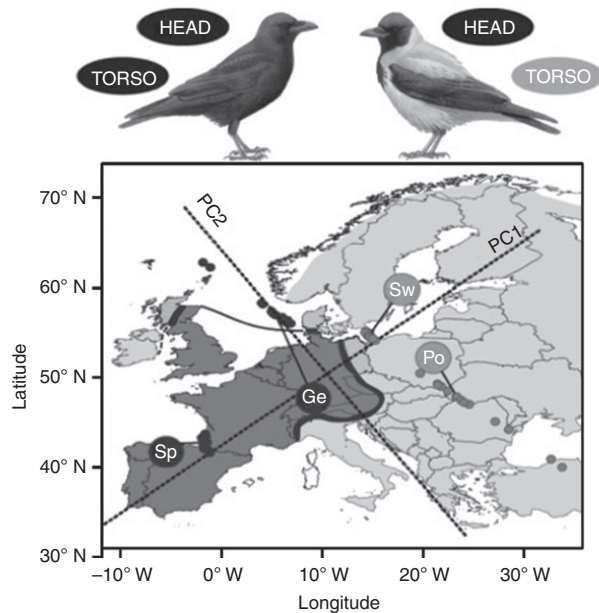 HEAD HEAD
TORSO TORSO
70° N
PC2
PC1
60° N
Sw
Po
Latitude
50° N
Ge
Sp
40° N
30° N
−10° W 0° W 10° W 20° W 30° W
Longitude